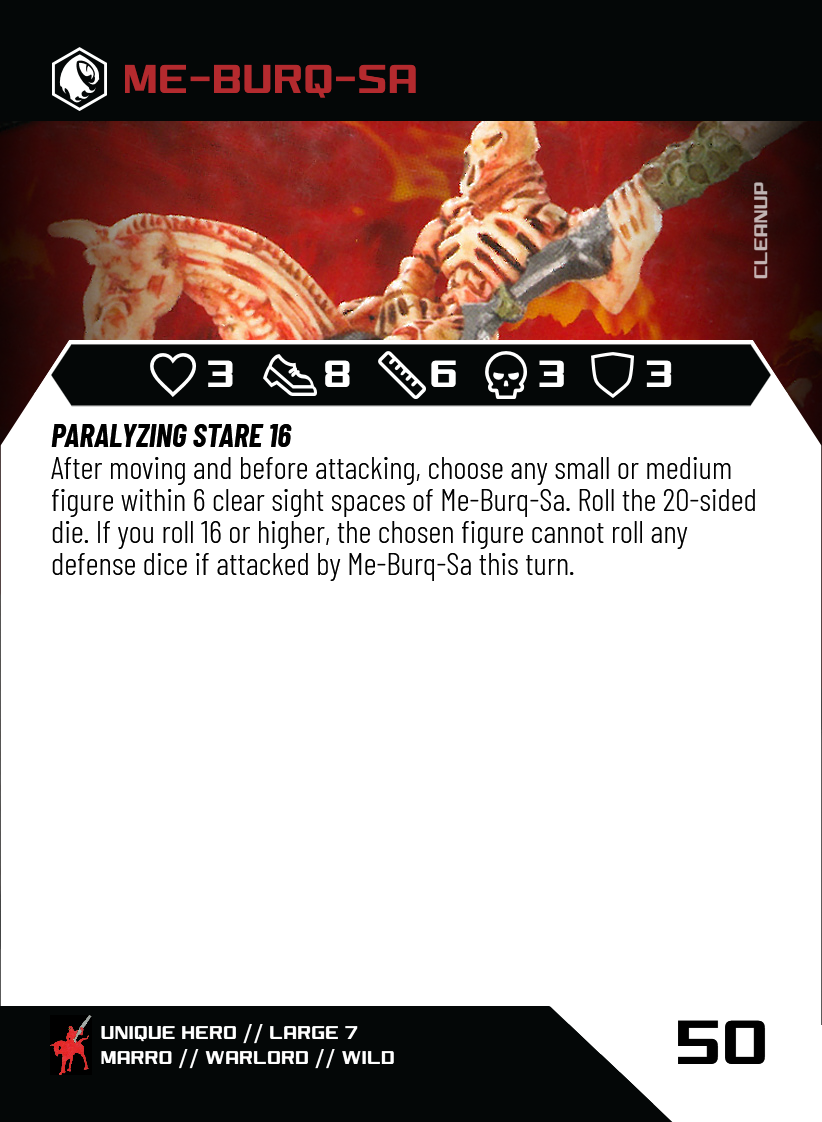 ME-BURQ-SA
CLEANUP
3 8 6 3 3
PARALYZING STARE 16
After moving and before attacking, choose any small or medium
figure within 6 clear sight spaces of Me-Burq-Sa. Roll the 20-sided
die. If you roll 16 or higher, the chosen figure cannot roll any
defense dice if attacked by Me-Burq-Sa this turn.
UNIQUE HERO // LARGE 7
MARRO // WARLORD // WILD
50